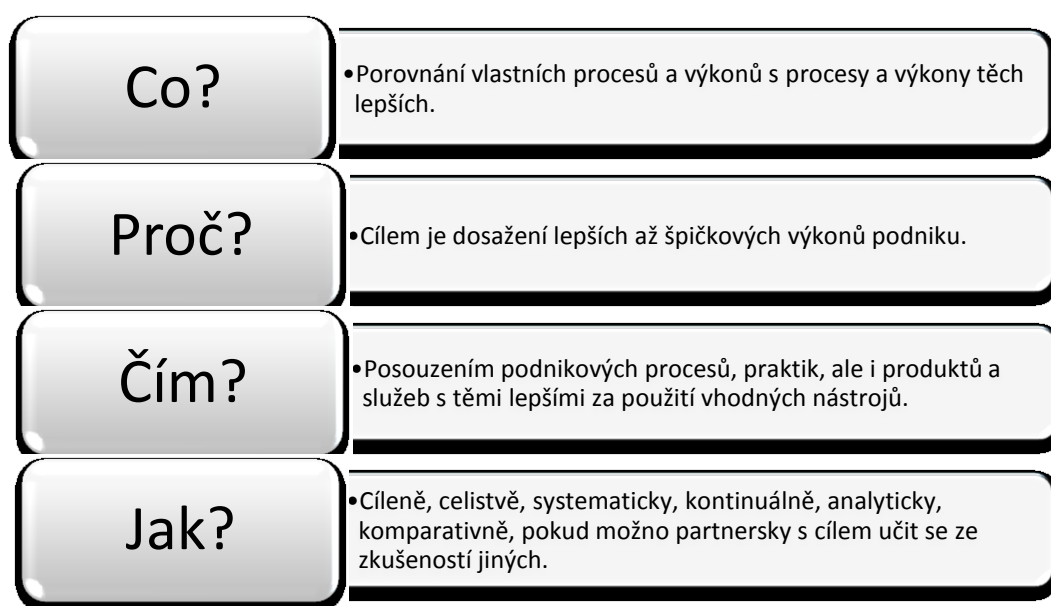 Co?
•Porovnání vlastních procesů a výkonů s procesy a výkony těch
lepších.
Proč?
•Cílem je dosažení lepších až špičkových výkonů podniku.
Čím?
•Posouzením podnikových procesů, praktik, ale i produktů a
služeb s těmi lepšími za použití vhodných nástrojů.
Jak?
•Cíleně, celistvě, systematicky, kontinuálně, analyticky,
komparativně, pokud možno partnersky s cílem učit se ze
zkušeností jiných.